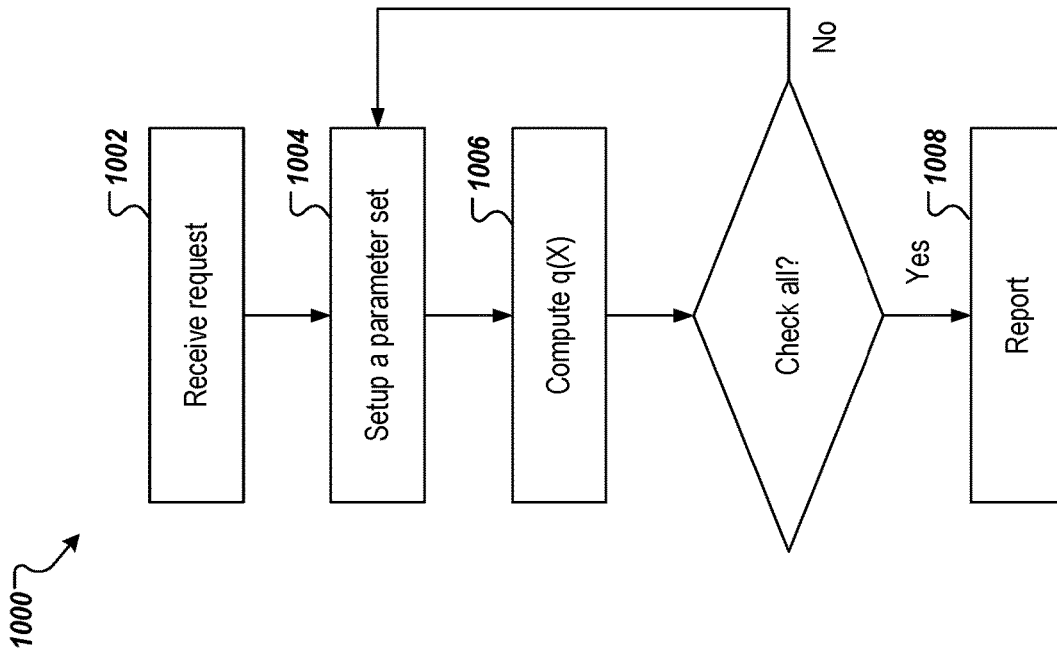 1000
1002
Receive request
1004
Setup a parameter set
1006
Compute q(X)
Check all?
No
Yes
1008
Report